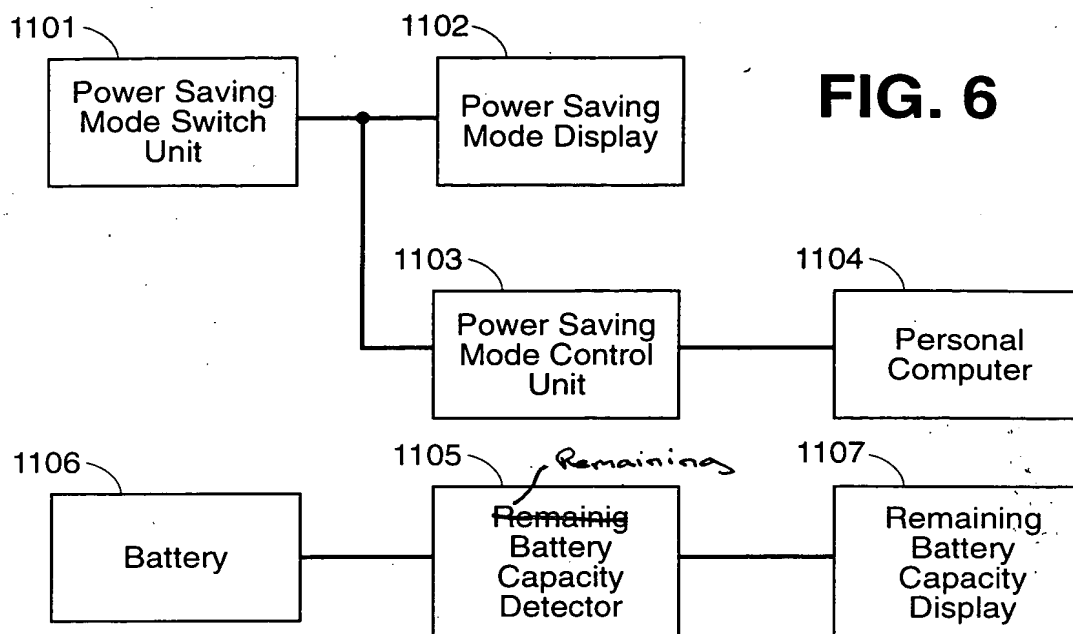 1101
1102
FIG. 6
Power Saving
Mode Switch
Unit
Power Saving
Mode Display
1103
1104
Power Saving
Mode Control
Unit
Personal
Computer
1106
1105
Remaining
1107
Battery
Remainig
Battery
Capacity
Detector
Remaining
Battery
Capacity
Display